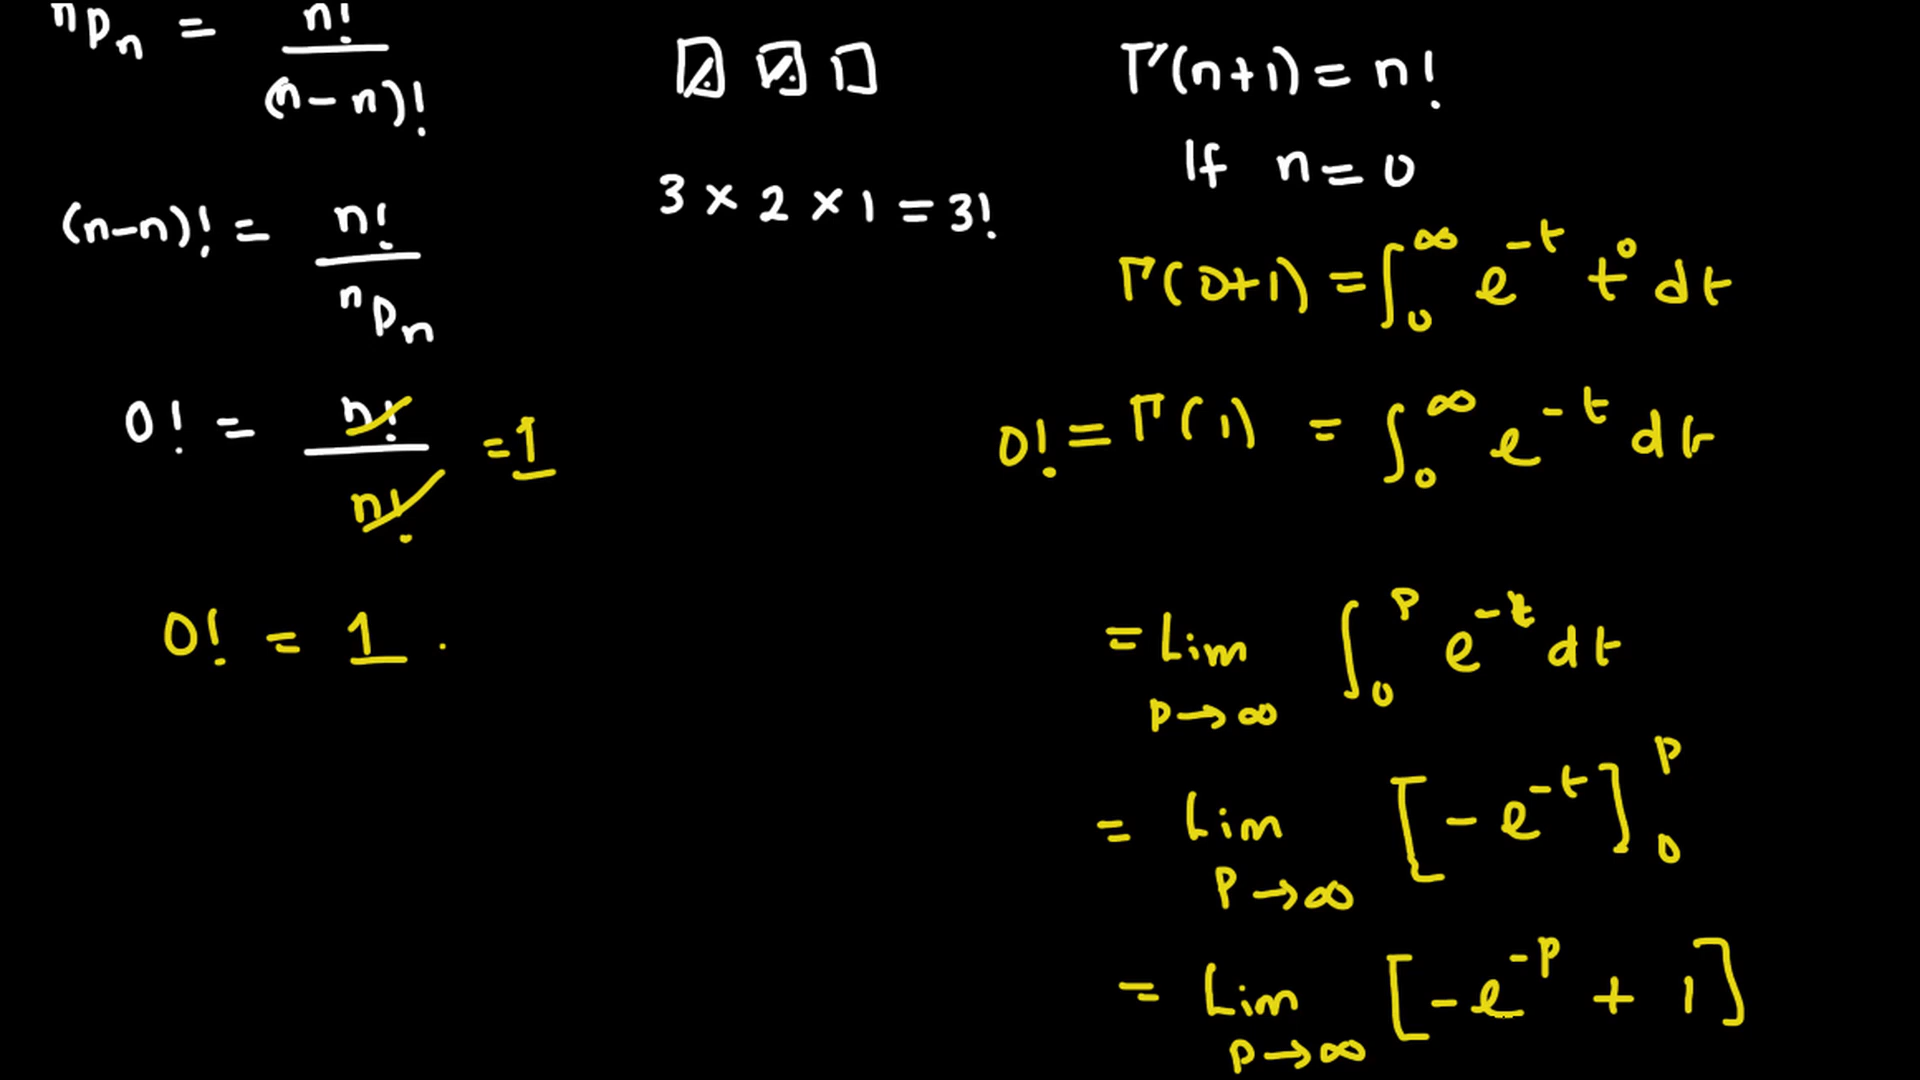 ⁿPₙ = n! / (n-n)!
(n-n)! = n! / ⁿPₙ
0! = n! / n! = 1
0! = 1 .
3 × 2 × 1 = 3!
Γ(n+1) = n!
If n = 0
Γ(0+1) = ∫₀^∞ e^-t t^0 dt
0! = Γ(1) = ∫₀^∞ e^-t dt
= Lim p→∞ ∫₀^p e^-t dt
= Lim P→∞ [-e^-t]₀^p
= Lim p→∞ [-e^-p + 1]